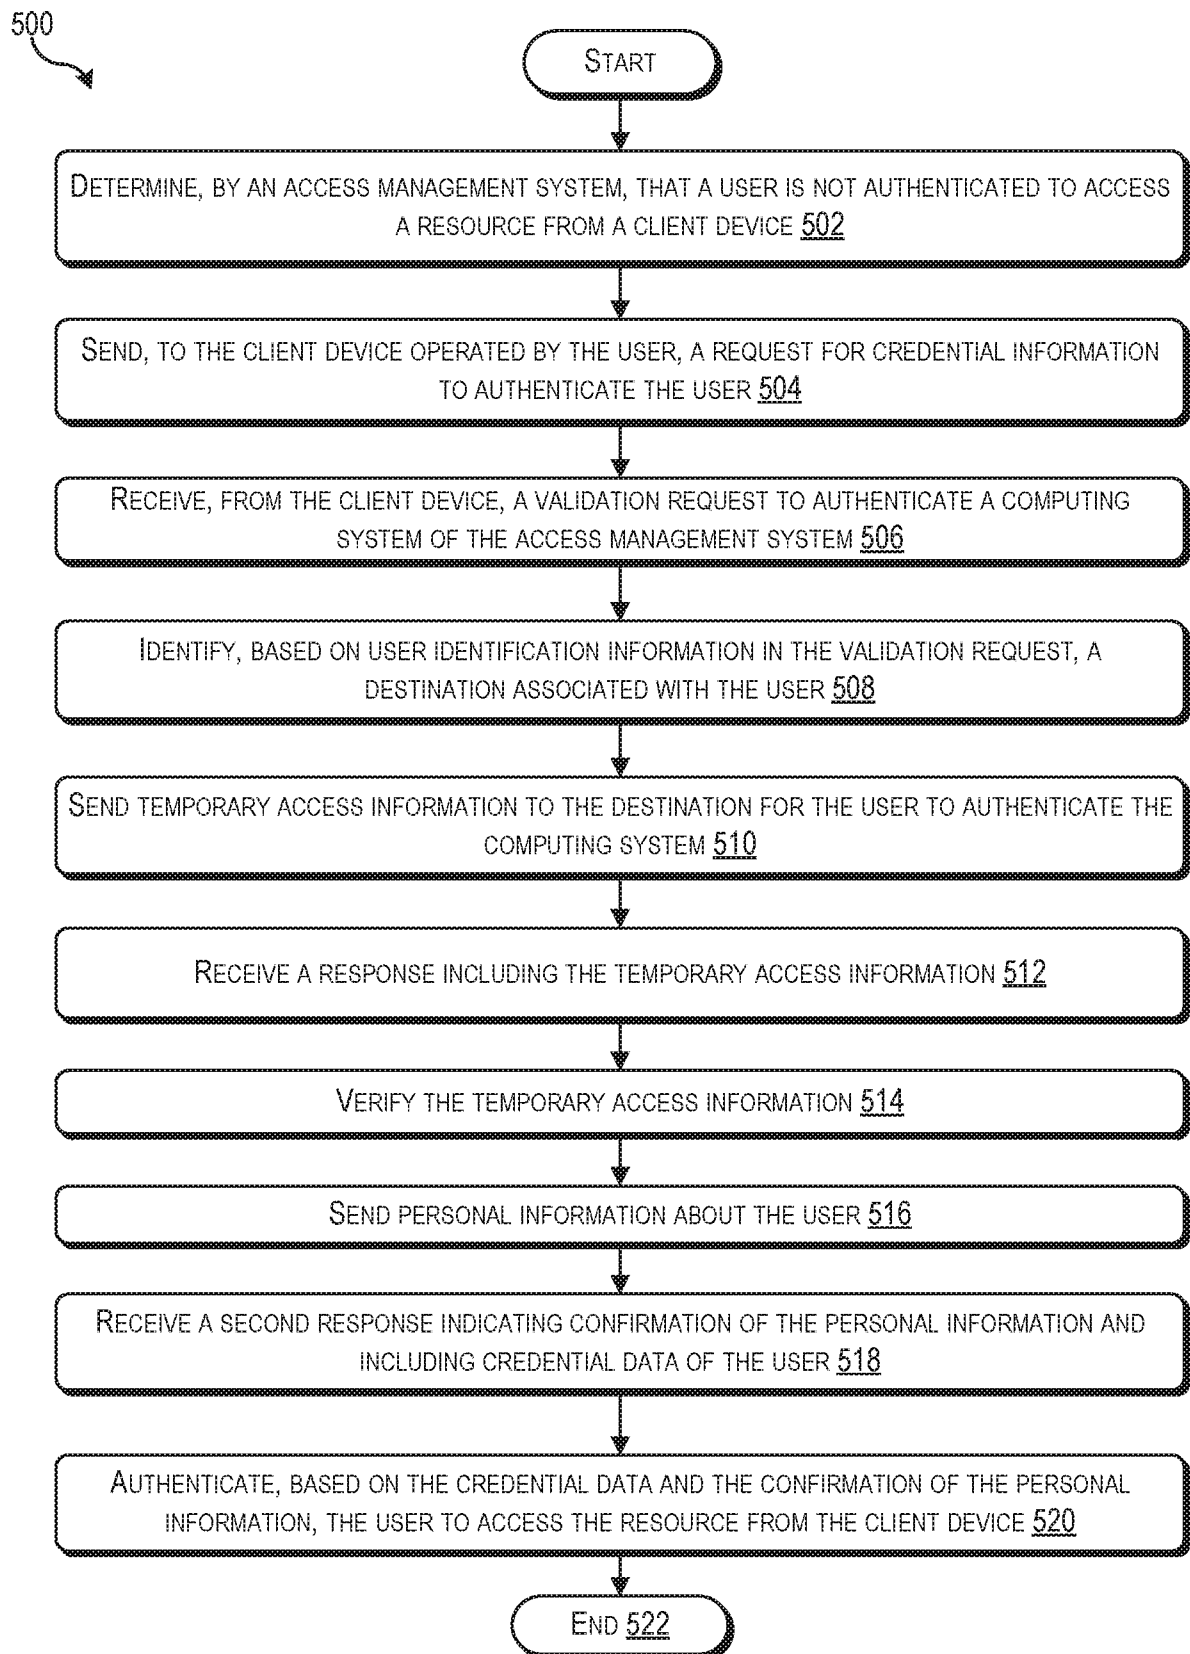 500
START
DETERMINE, BY AN ACCESS MANAGEMENT SYSTEM, THAT A USER IS NOT AUTHENTICATED TO ACCESS
A RESOURCE FROM A CLIENT DEVICE 502
SEND, TO THE CLIENT DEVICE OPERATED BY THE USER, A REQUEST FOR CREDENTIAL INFORMATION
TO AUTHENTICATE THE USER 504
RECEIVE, FROM THE CLIENT DEVICE, A VALIDATION REQUEST TO AUTHENTICATE A COMPUTING
SYSTEM OF THE ACCESS MANAGEMENT SYSTEM 506
IDENTIFY, BASED ON USER IDENTIFICATION INFORMATION IN THE VALIDATION REQUEST, A
DESTINATION ASSOCIATED WITH THE USER 508
SEND TEMPORARY ACCESS INFORMATION TO THE DESTINATION FOR THE USER TO AUTHENTICATE THE
COMPUTING SYSTEM 510
RECEIVE A RESPONSE INCLUDING THE TEMPORARY ACCESS INFORMATION 512
VERIFY THE TEMPORARY ACCESS INFORMATION 514
SEND PERSONAL INFORMATION ABOUT THE USER 516
RECEIVE A SECOND RESPONSE INDICATING CONFIRMATION OF THE PERSONAL INFORMATION AND
INCLUDING CREDENTIAL DATA OF THE USER 518
AUTHENTICATE, BASED ON THE CREDENTIAL DATA AND THE CONFIRMATION OF THE PERSONAL
INFORMATION, THE USER TO ACCESS THE RESOURCE FROM THE CLIENT DEVICE 520
END 522